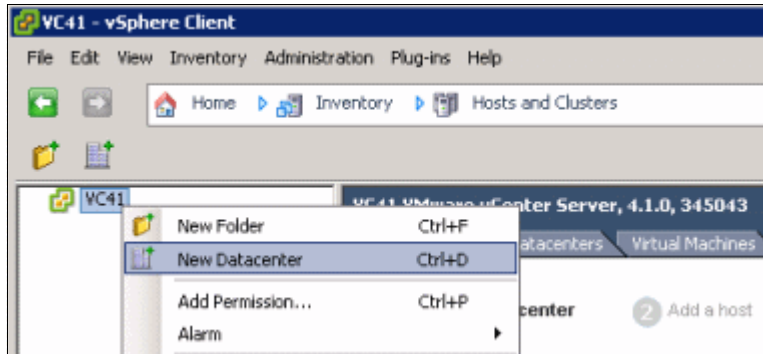 VC41 - vSphere Client
File Edit View Inventory Administration Plug-ins Help
Home Inventory Hosts and Clusters
VC41
VC41 VMware vCenter Server, 4.1.0, 345043
New Folder Ctrl+F
atacenters Virtual Machines
New Datacenter Ctrl+D
Add Permission... Ctrl+P
center 2 Add a host
Alarm